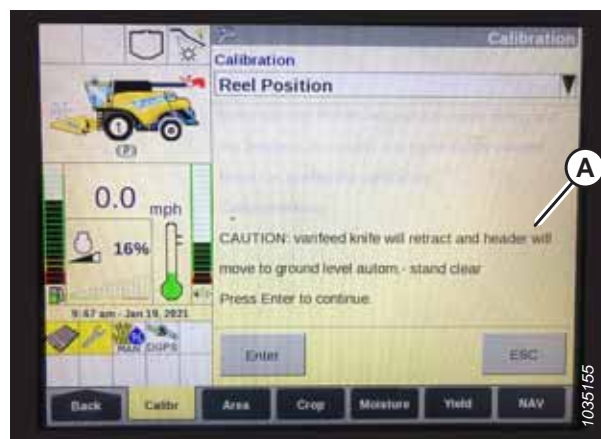 Calibration
Calibration
Reel Position
A
0.0 mph
CAUTION: varifeed knife will retract and header will
16%
move to ground level autom.- stand clear
Press Enter to continue.
9:47 am - Jan 19, 2021
MAN DGPS
Enter
ESC
Back Calibr Area Crop Moisture Yield NAV
1035155